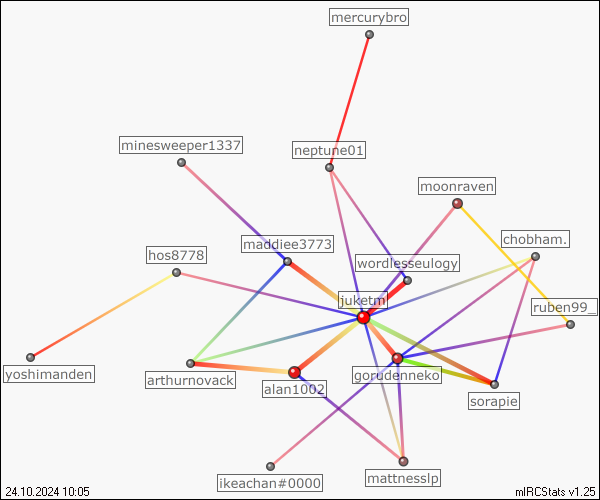 mercurybro
minesweeper1337
neptune01
moonraven
chobham.
maddiee3773
hos8778
wordlesseulogy
juketm
ruben99_
yoshimanden
arthurnovack
gorudenneko
alan1002
sorapie
ikeachan#0000
mattnesslp
24.10.2024 10:05
mIRCStats v1.25